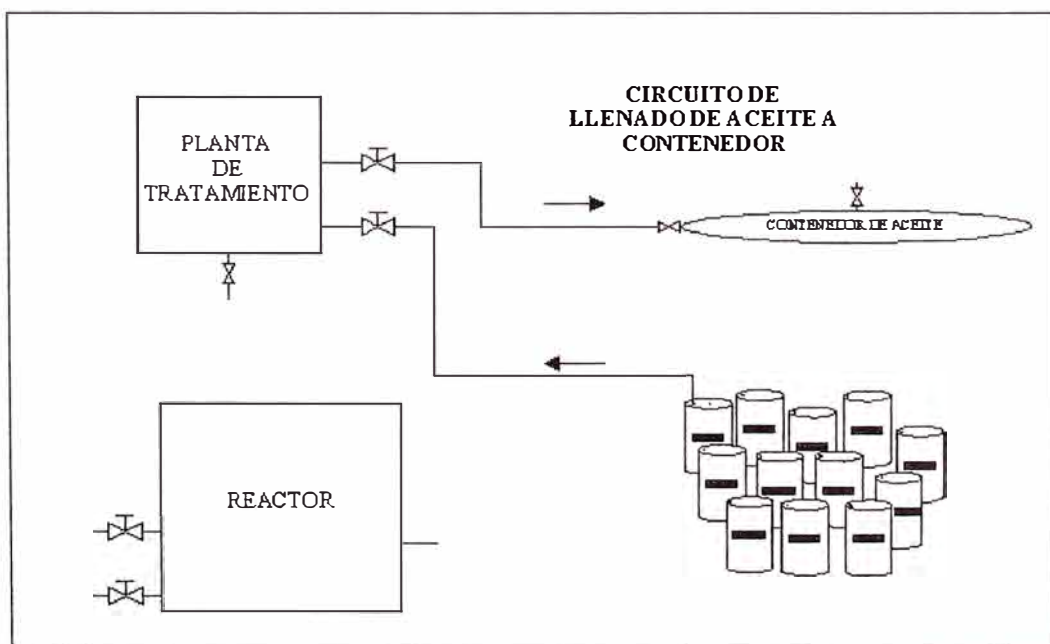 CIRCUITO DE
LLENADO DE ACEITE A
CONTENEDOR
PLANTA
DE
TRATAMIENTO
CONTENEDOR DE ACEITE
REACTOR